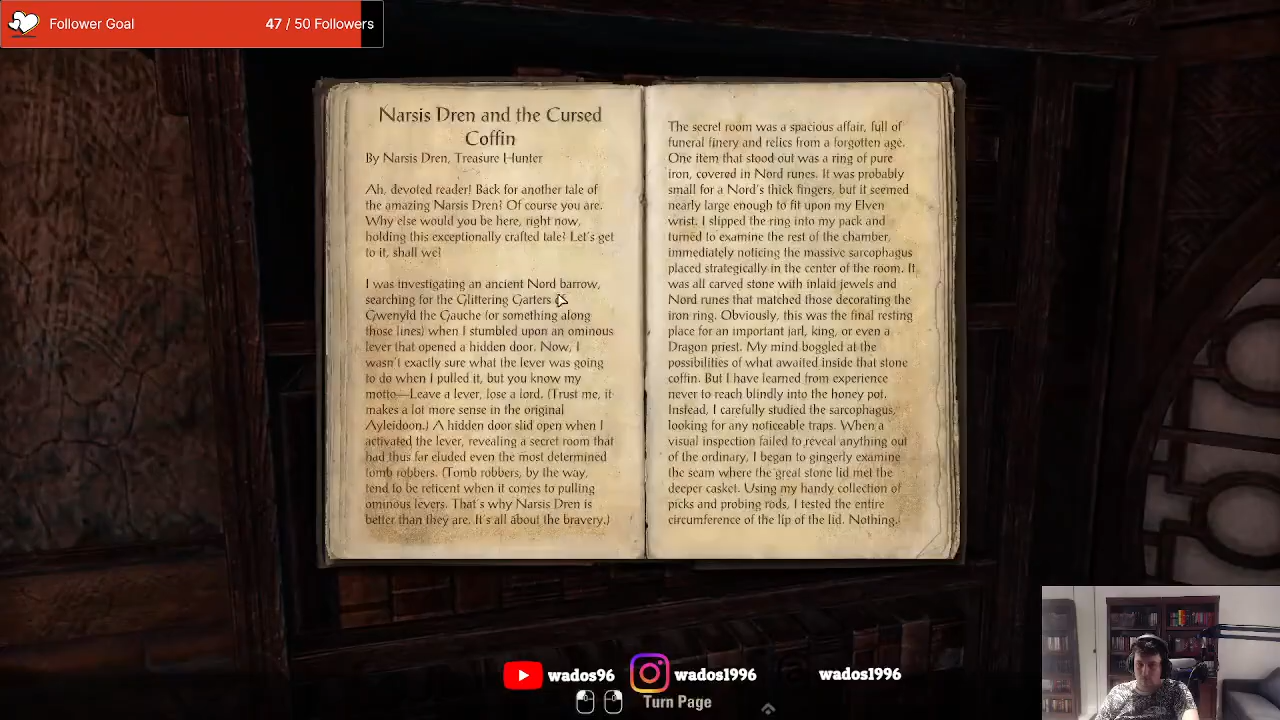 Follower Goal
47 / 50 Followers
Narsis Dren and the Cursed
Coffin
By Narsis Dren, Treasure Hunter
Ah, devoted reader! Back for another tale of
the amazing Narsis Dren? Of course you are.
Why else would you be here, right now,
holding this exceptionally crafted tale? Let's get
to it, shall we!
I was investigating an ancient Nord barrow,
searching for the Glittering Garters
Gwenyld the Gauche (or something along
those lines) when I stumbled upon an ominous
lever that opened a hidden door. Now, I
wasn't exactly sure what the lever was going
to do when I pulled it, but you know my
motto—Leave a lever, lose a lord. (Trust me, it
makes a lot more sense in the original
Ayleidoon.) A hidden door slid open when I
activated the lever, revealing a secret room that
had thus far eluded even the most determined
tomb robbers. (Tomb robbers, by the way,
tend to be reticent when it comes to pulling
ominous levers. That's why Narsis Dren is
better than they are. It's all about the bravery.)
The secret room was a spacious affair, full of
funeral finery and relics from a forgotten age.
One item that stood out was a ring of pure
iron, covered in Nord runes. It was probably
small for a Nord's thick fingers, but it seemed
nearly large enough to fit upon my Elven
wrist. I slipped the ring into my pack and
turned to examine the rest of the chamber,
immediately noticing the massive sarcophagus
placed strategically in the center of the room. It
was all carved stone with inlaid jewels and
Nord runes that matched those decorating the
iron ring. Obviously, this was the final resting
place for an important jarl, king, or even a
Dragon priest. My mind boggled at the
possibilities of what awaited inside that stone
coffin. But I have learned from experience
never to reach blindly into the honey pot.
Instead, I carefully studied the sarcophagus,
looking for any noticeable traps. When a
visual inspection failed to reveal anything out
of the ordinary, I began to gingerly examine
the seam where the great stone lid met the
deeper casket. Using my handy collection of
picks and probing rods, I tested the entire
circumference of the lip of the lid. Nothing.
wados96
wados1996
wados1996
Turn Page